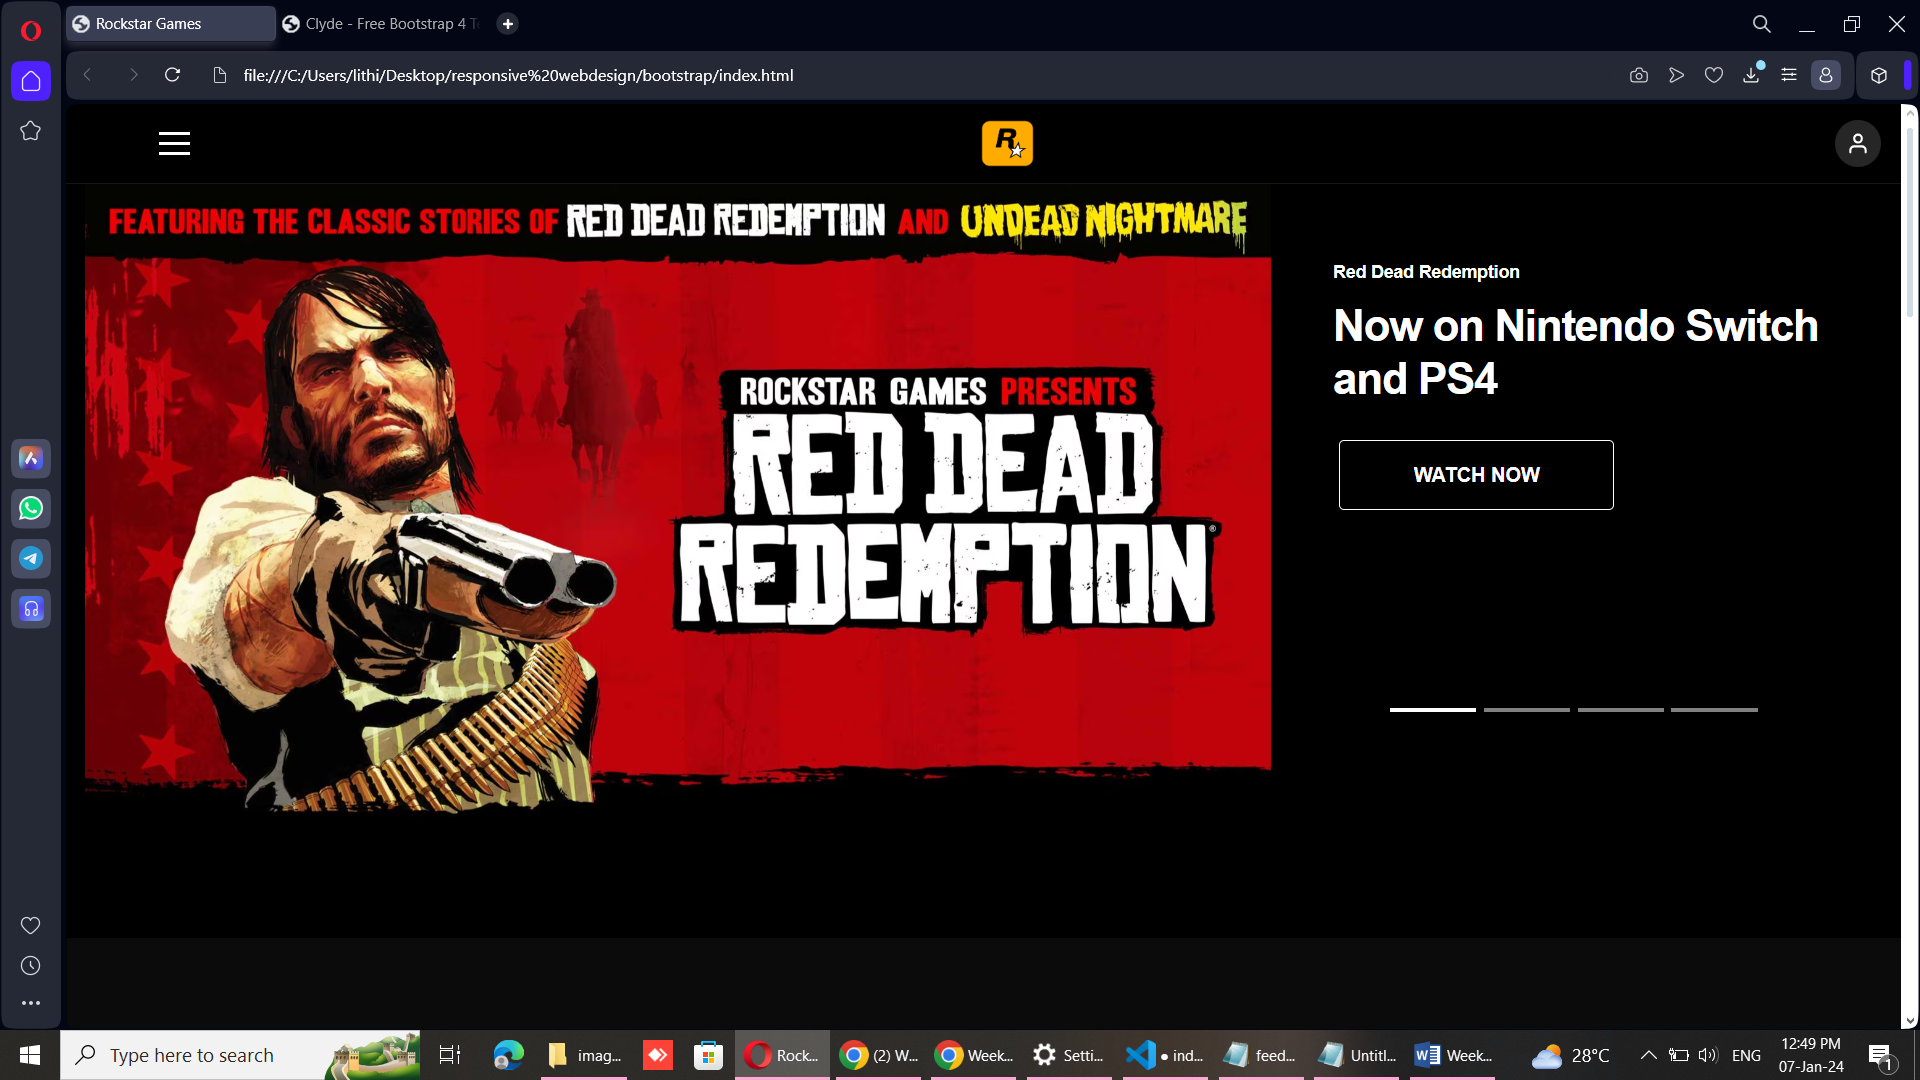 Rockstar Games
Clyde - Free Bootstrap 4 Te
file:///C:/Users/lithi/Desktop/responsive%20webdesign/bootstrap/index.html
R
FEATURING THE CLASSIC STORIES OF RED DEAD REDEMPTION AND UNDEAD NIGHTMARE
ROCKSTAR GAMES PRESENTS
RED DEAD
REDEMPTION®
Red Dead Redemption
Now on Nintendo Switch
and PS4
WATCH NOW
Type here to search
imag...
Rock...
(2) W...
Week...
Setti...
● ind...
feed...
Untitl...
Week...
28°C
ENG
12:49 PM
07-Jan-24
1